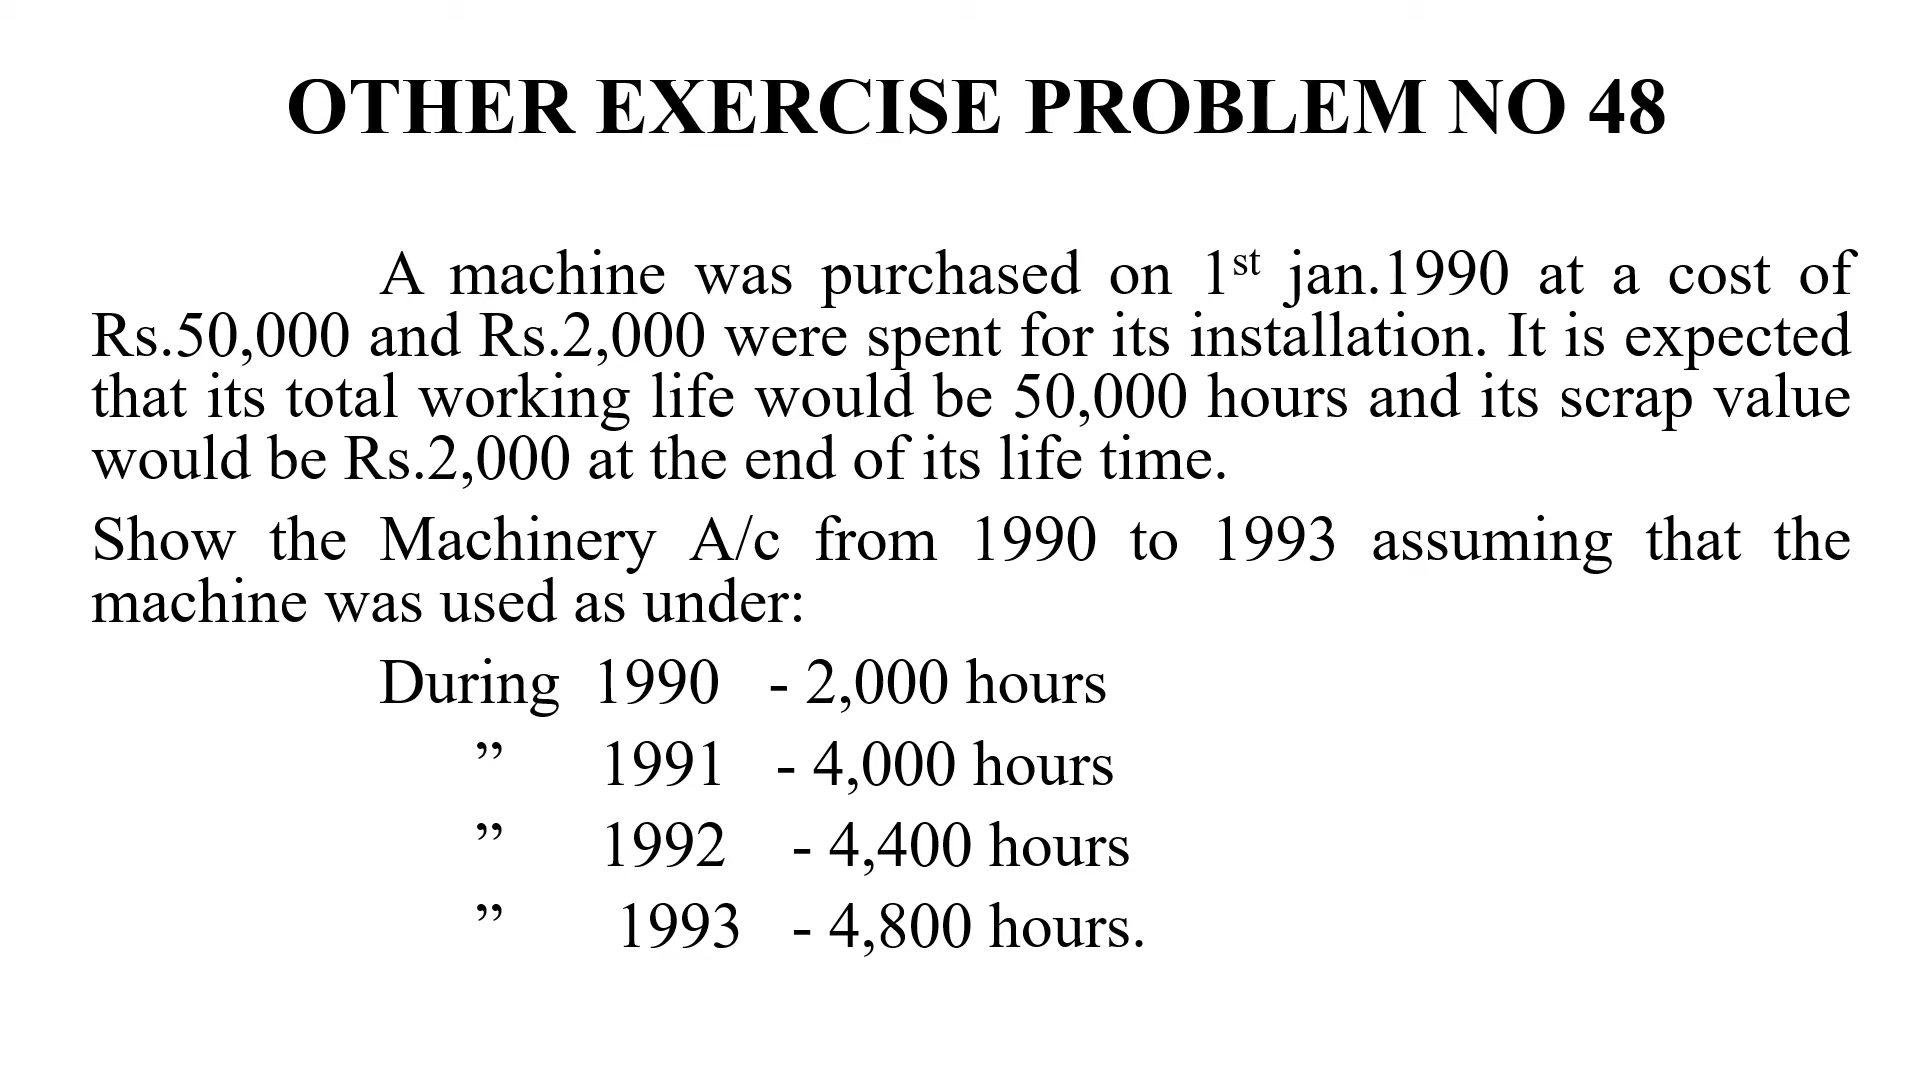 OTHER EXERCISE PROBLEM NO 48
A machine was purchased on 1st jan.1990 at a cost of
Rs.50,000 and Rs.2,000 were spent for its installation. It is expected
that its total working life would be 50,000 hours and its scrap value
would be Rs.2,000 at the end of its life time.
Show the Machinery A/c from 1990 to 1993 assuming that the
machine was used as under:
During 1990 - 2,000 hours
” 1991 - 4,000 hours
” 1992 - 4,400 hours
” 1993 - 4,800 hours.